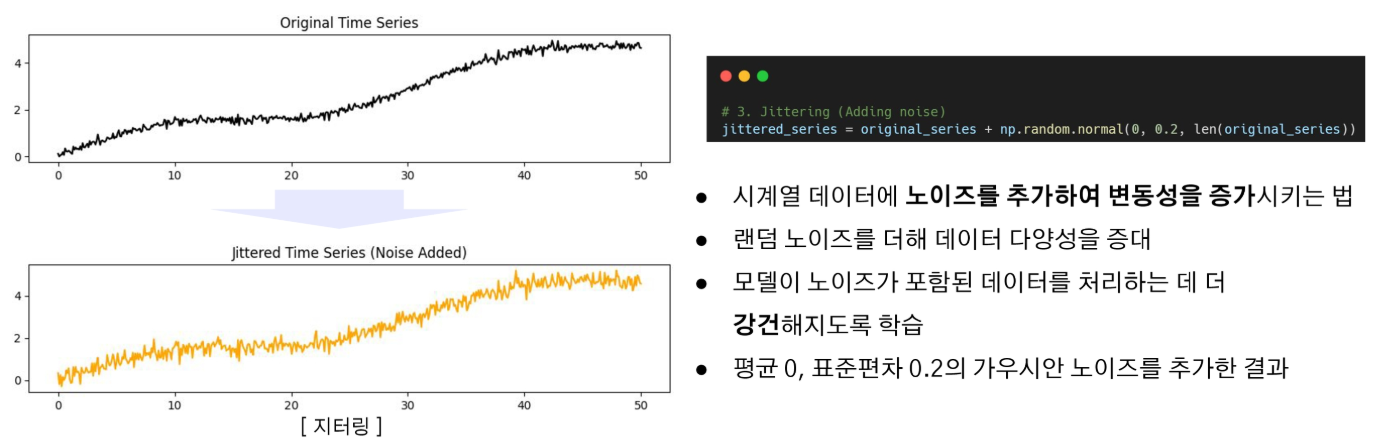 Original Time Series
4
2
0
0 10 20 30 40 50
Jittered Time Series (Noise Added)
4
2
0
0 10 20 30 40 50
[ 지터링 ]
# 3. Jittering (Adding noise)
jittered_series = original_series + np.random.normal(0, 0.2, len(original_series))
● 시계열 데이터에 노이즈를 추가하여 변동성을 증가시키는 법
● 랜덤 노이즈를 더해 데이터 다양성을 증대
● 모델이 노이즈가 포함된 데이터를 처리하는 데 더
강건해지도록 학습
● 평균 0, 표준편차 0.2의 가우시안 노이즈를 추가한 결과